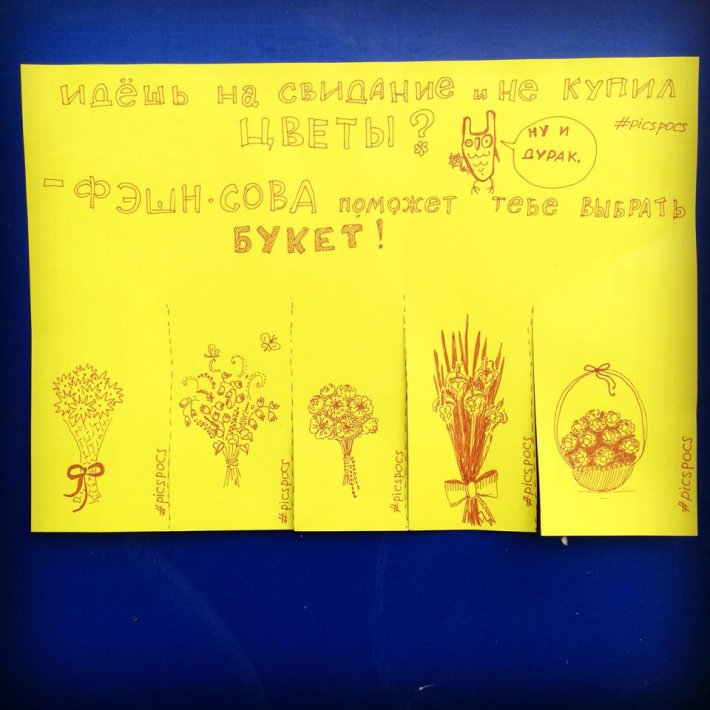 идёшь на свидание и не купил
цветы?
#picspocs
ну и
дурак.
- Фэшн·Сова поможет тебе выбрать
букет!
#picspocs
#picspocs
#picspocs
#picspocs
#picspocs